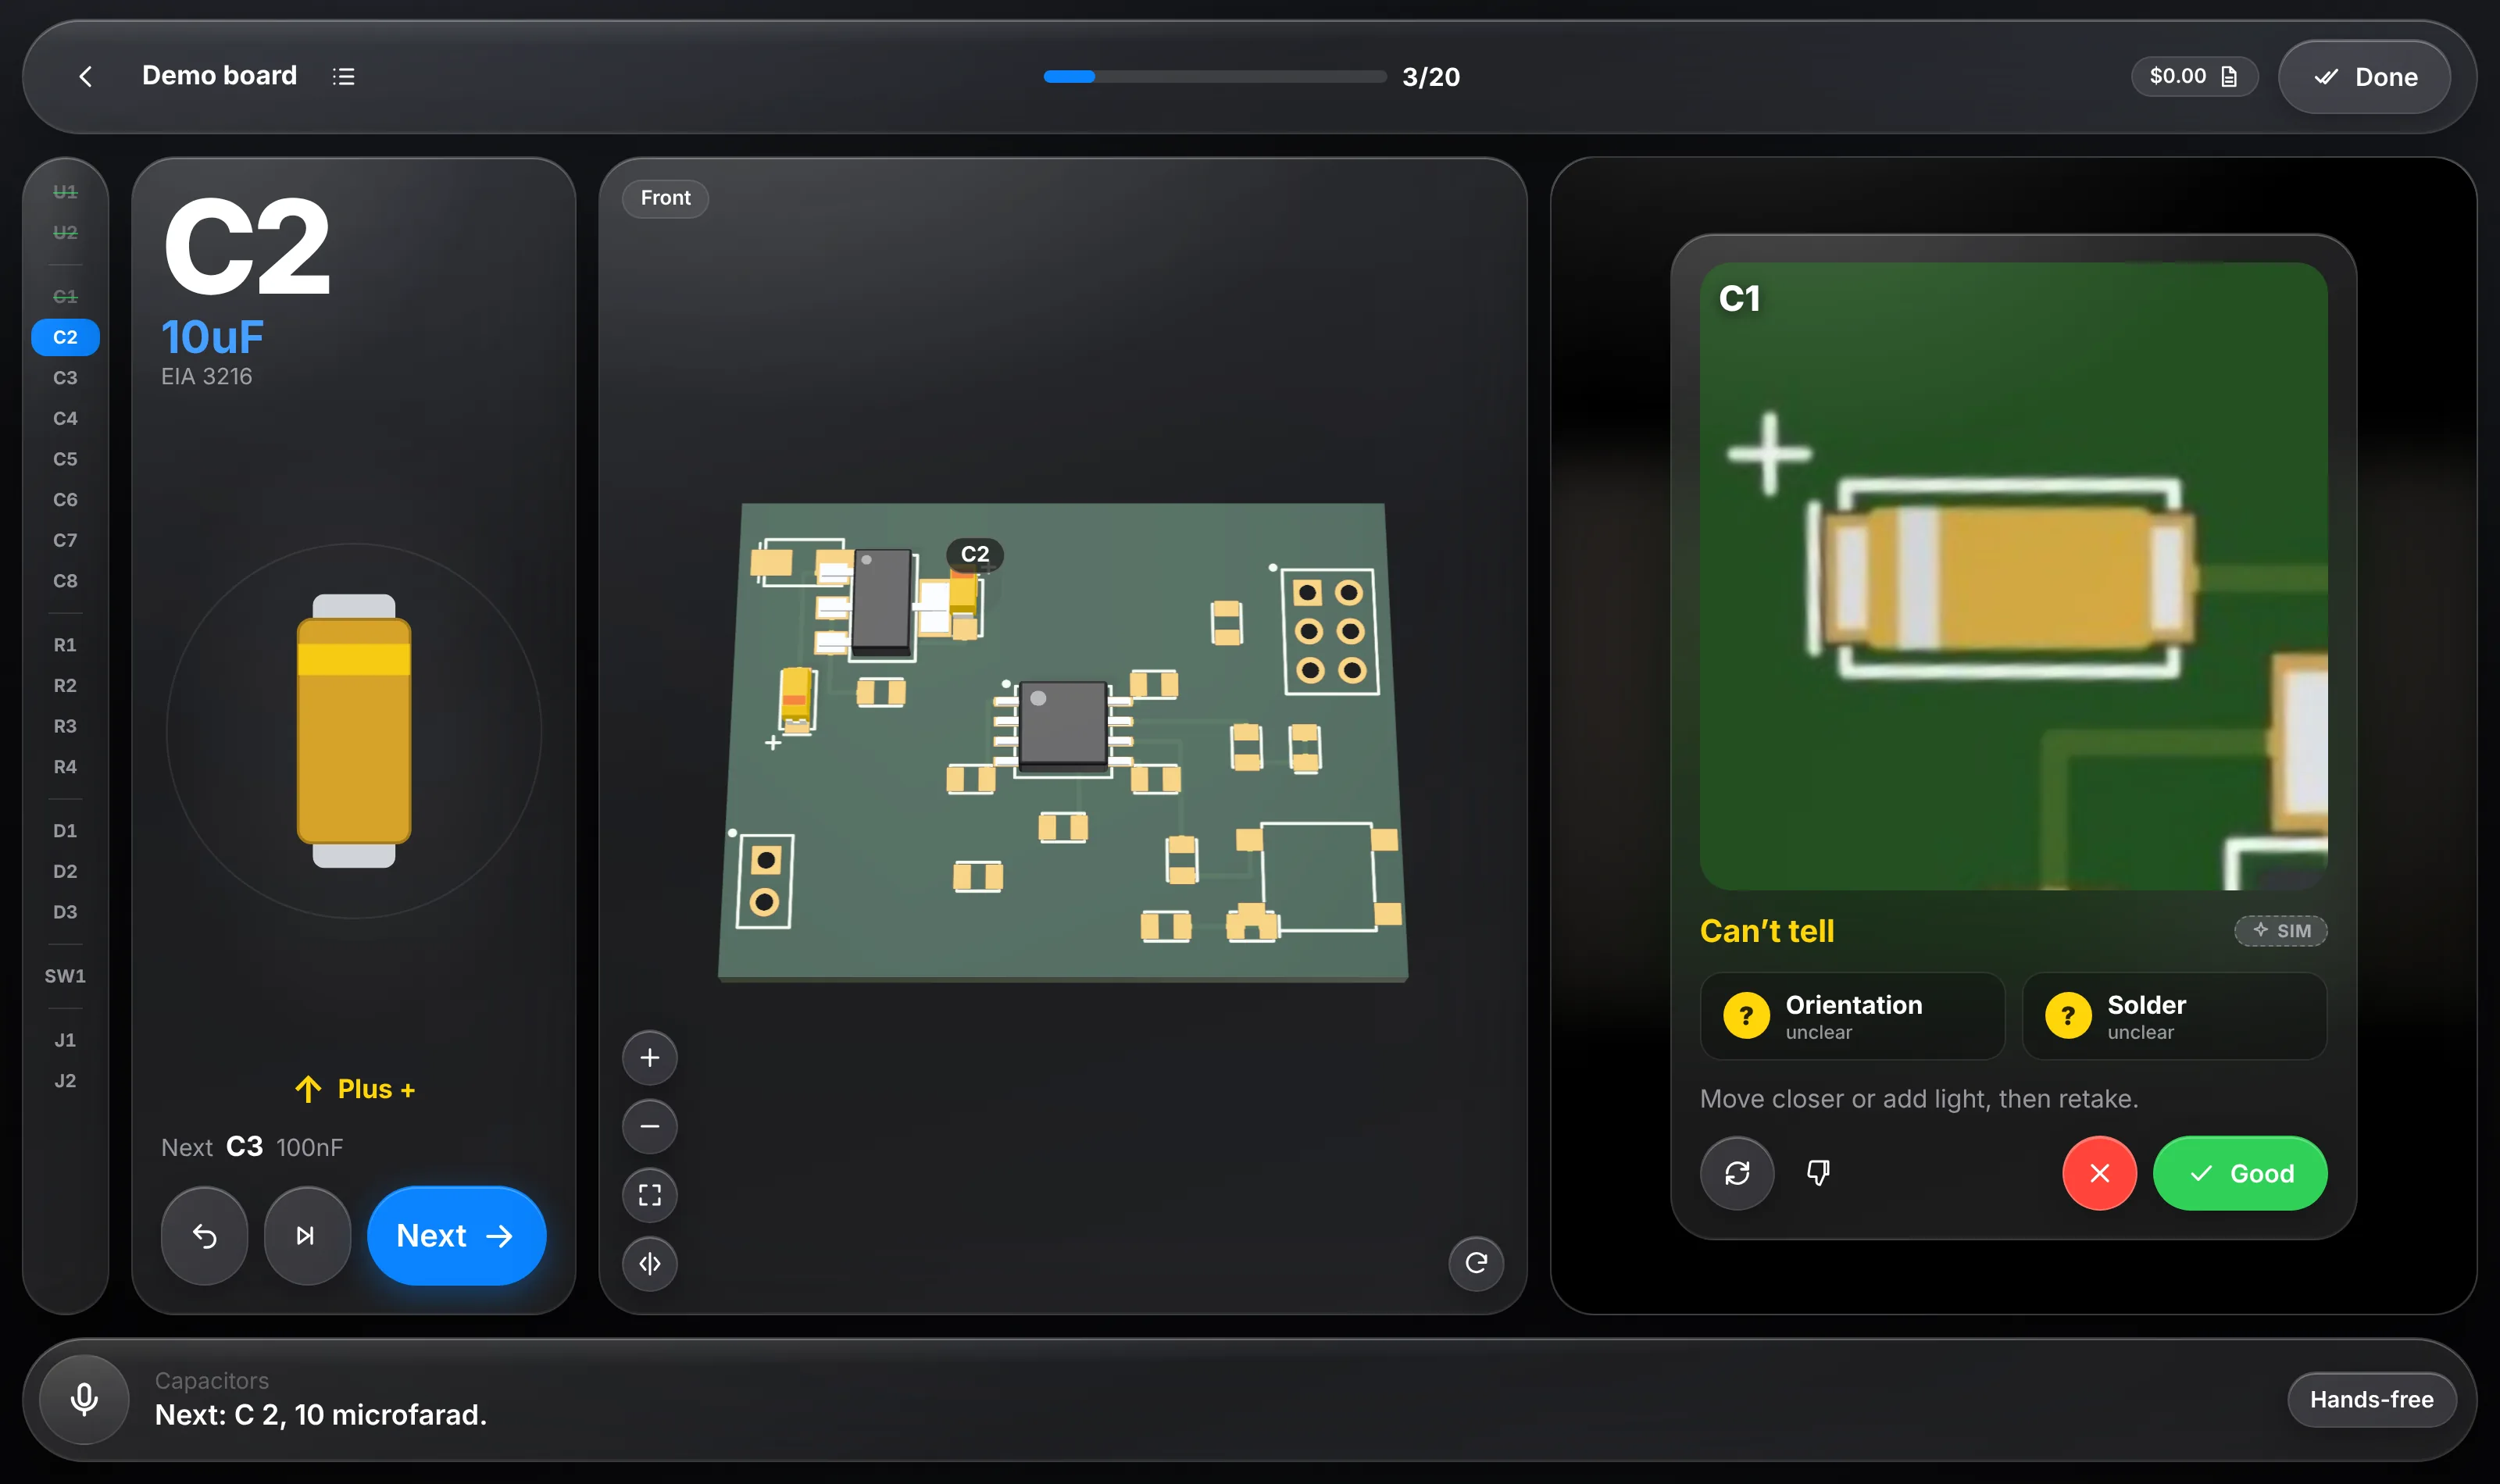 Demo board
3/20
$0.00
Done
U1
U2
C1
C2
C3
C4
C5
C6
C7
C8
R1
R2
R3
R4
D1
D2
D3
SW1
J1
J2
C2
10uF
EIA 3216
Plus +
Next C3 100nF
Next
Front
C2
C1
Can’t tell
SIM
? Orientation
unclear
? Solder
unclear
Move closer or add light, then retake.
Good
Capacitors
Next: C 2, 10 microfarad.
Hands-free